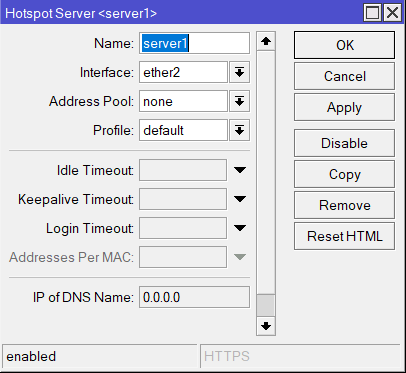 Hotspot Server <server1>
Name: server1
OK
Interface: ether2
Cancel
Address Pool: none
Apply
Profile: default
Disable
Idle Timeout:
Copy
Keepalive Timeout:
Remove
Login Timeout:
Reset HTML
Addresses Per MAC:
IP of DNS Name: 0.0.0.0
enabled
HTTPS